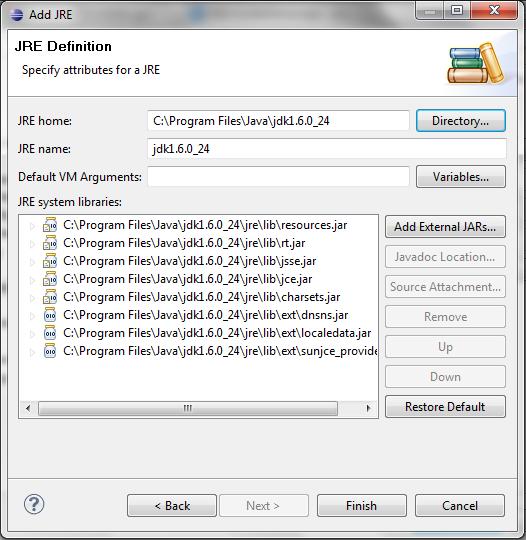 Add JRE
JRE Definition
Specify attributes for a JRE
JRE home: C:\Program Files\Java\jdk1.6.0_24 Directory...
JRE name: jdk1.6.0_24
Default VM Arguments: Variables...
JRE system libraries:
C:\Program Files\Java\jdk1.6.0_24\jre\lib\resources.jar
C:\Program Files\Java\jdk1.6.0_24\jre\lib\rt.jar
C:\Program Files\Java\jdk1.6.0_24\jre\lib\jsse.jar
C:\Program Files\Java\jdk1.6.0_24\jre\lib\jce.jar
C:\Program Files\Java\jdk1.6.0_24\jre\lib\charsets.jar
C:\Program Files\Java\jdk1.6.0_24\jre\lib\ext\dnsns.jar
C:\Program Files\Java\jdk1.6.0_24\jre\lib\ext\localedata.jar
C:\Program Files\Java\jdk1.6.0_24\jre\lib\ext\sunjce_provide
Add External JARs...
Javadoc Location...
Source Attachment...
Remove
Up
Down
Restore Default
? < Back Next > Finish Cancel